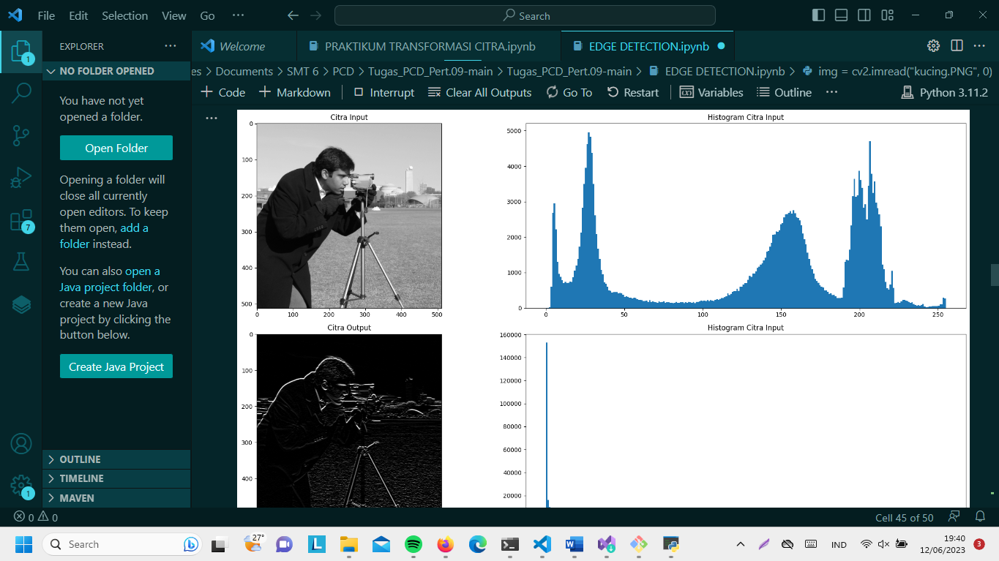 File Edit Selection View Go ··· Search
EXPLORER ···
Welcome
PRAKTIKUM TRANSFORMASI CITRA.ipynb
EDGE DETECTION.ipynb
NO FOLDER OPENED
es > Documents > SMT 6 > PCD > Tugas_PCD_Pert.09-main > Tugas_PCD_Pert.09-main > EDGE DETECTION.ipynb > img = cv2.imread("kucing.PNG", 0)
+ Code + Markdown Interrupt Clear All Outputs Go To Restart Variables Outline ··· Python 3.11.2
You have not yet
opened a folder.
Open Folder
Opening a folder will
close all currently
open editors. To keep
them open, add a
folder instead.
You can also open a
Java project folder, or
create a new Java
project by clicking the
button below.
Create Java Project
OUTLINE
TIMELINE
MAVEN
1
7
1
Citra Input
0
100
200
300
400
500
0 100 200 300 400 500
Histogram Citra Input
5000
4000
3000
2000
1000
0
0 50 100 150 200 250
Citra Output
0
100
200
300
400
Histogram Citra Input
160000
140000
120000
100000
80000
60000
40000
20000
0 0
Cell 45 of 50
Search
27°
L
W
IND
19:40
12/06/2023
3